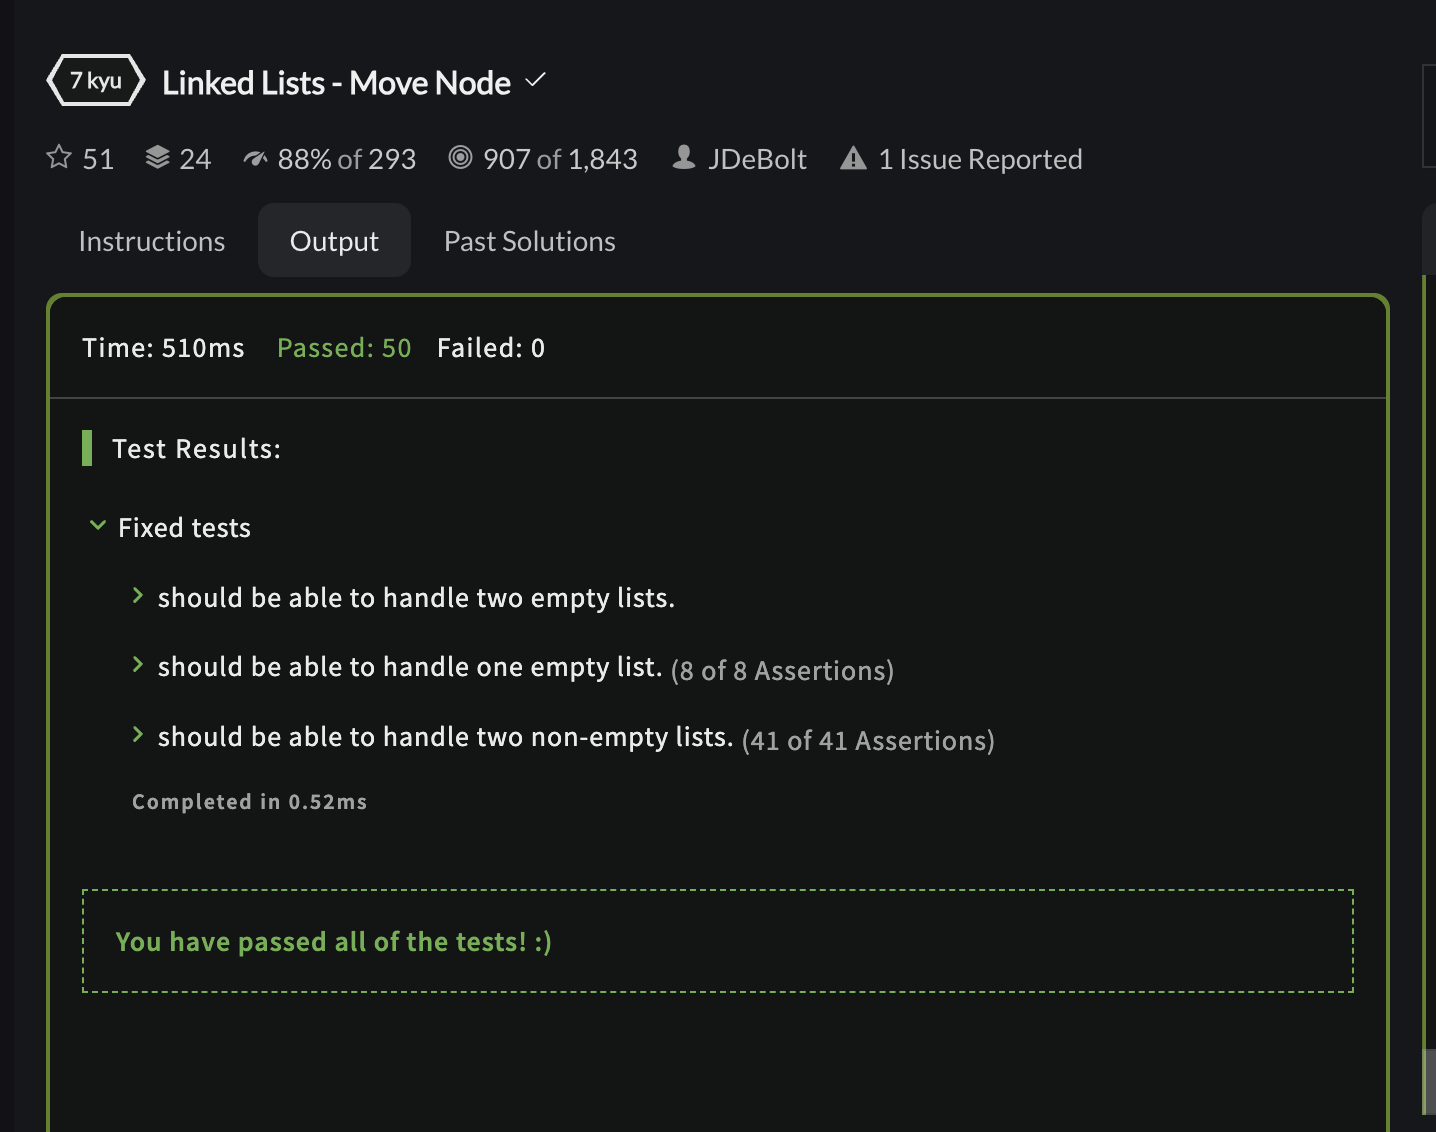 7 kyu Linked Lists - Move Node
51 24 88% of 293 907 of 1,843 JDeBolt 1 Issue Reported
Instructions Output Past Solutions
Time: 510ms Passed: 50 Failed: 0
Test Results:
Fixed tests
should be able to handle two empty lists.
should be able to handle one empty list. (8 of 8 Assertions)
should be able to handle two non-empty lists. (41 of 41 Assertions)
Completed in 0.52ms
You have passed all of the tests! :)